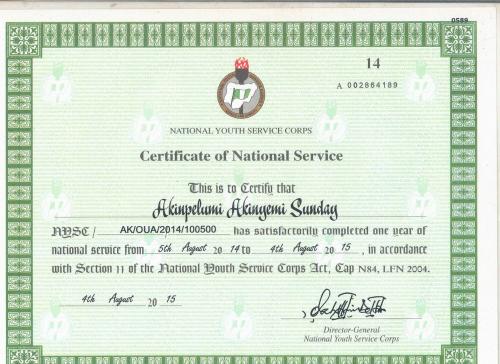 0589
14
A 002864189
NATIONAL YOUTH SERVICE CORPS
Certificate of National Service
This is to Certify that
Akinpelumi Akinyemi Sunday
NYSC / AK/OUA/2014/100500 has satisfactorily completed one year of
national service from 5th August 20 14 to 4th August 20 15 , in accordance
with Section 11 of the National Youth Service Corps Act, Cap N84, LFN 2004.
4th August 20 15
Director-General
National Youth Service Corps